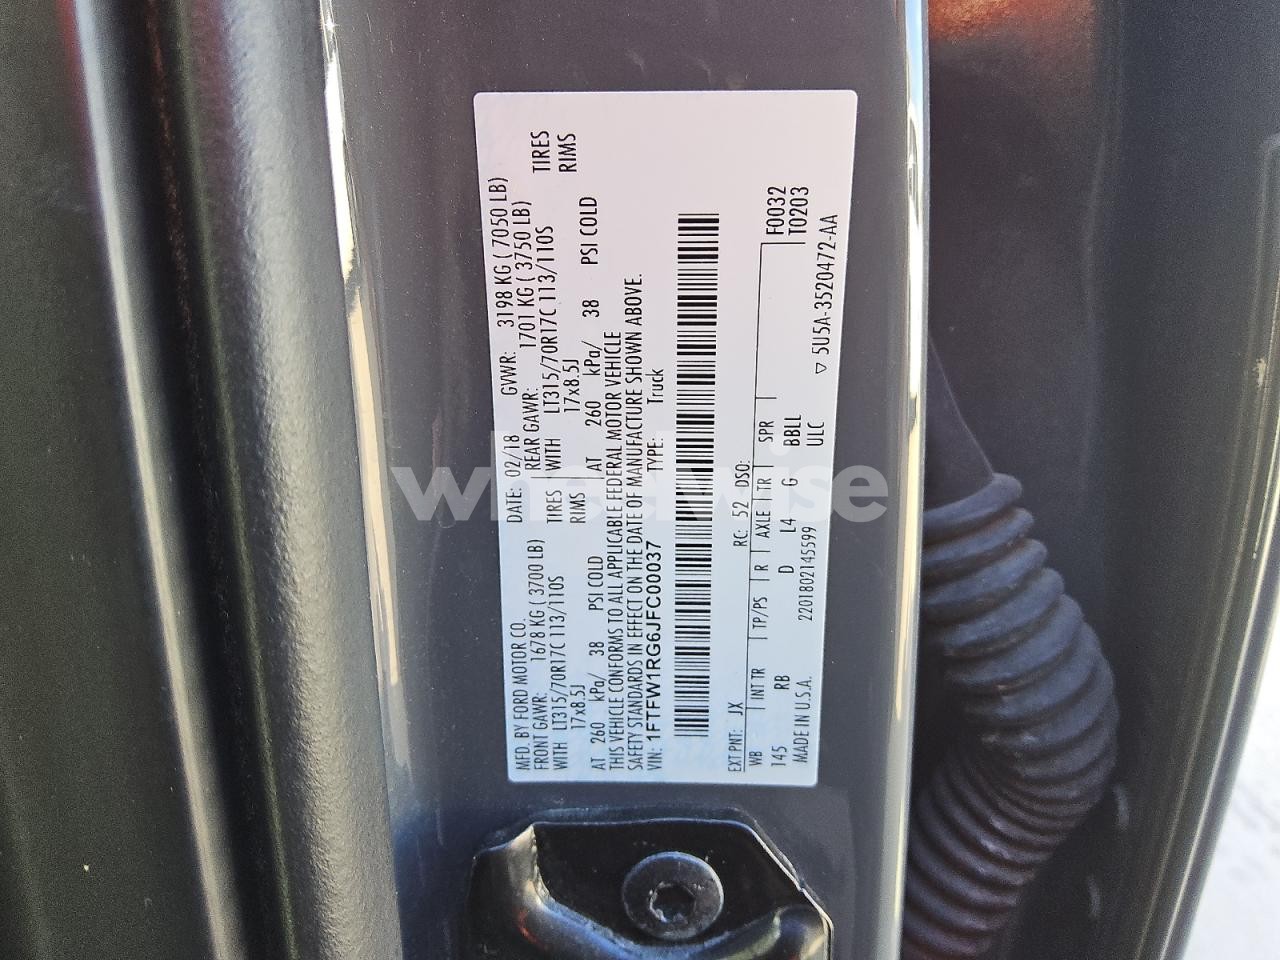 MFD. BY FORD MOTOR CO.
DATE: 02/18 GVWR: 3198 KG ( 7050 LB)
FRONT GAWR: 1678 KG ( 3700 LB)
REAR GAWR: 1701 KG ( 3750 LB)
WITH LT315/70R17C 113/110S TIRES
WITH LT315/70R17C 113/110S TIRES
17x8.5J RIMS
17x8.5J RIMS
AT 260 kPa/ 38 PSI COLD
AT 260 kPa/ 38 PSI COLD
THIS VEHICLE CONFORMS TO ALL APPLICABLE FEDERAL MOTOR VEHICLE
SAFETY STANDARDS IN EFFECT ON THE DATE OF MANUFACTURE SHOWN ABOVE.
VIN: 1FTFW1RG6JFC00037 TYPE: Truck
EXT PNT: JX RC: 52 DSO:
WB INT TR TP/PS R AXLE TR SPR F0032
145 RB D L4 G BBLL T0203
MADE IN U.S.A. 2201802145599 ULC ▽ 5U5A-3520472-AA
wheelwise